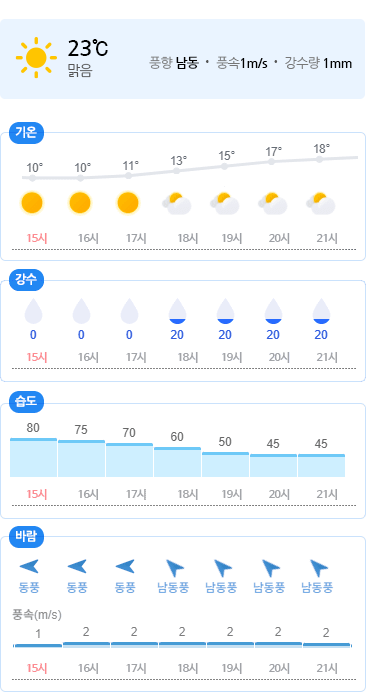 23℃
맑음
풍향 남동 • 풍속1m/s • 강수량 1mm
기온
10° 10° 11° 13° 15° 17° 18°
15시 16시 17시 18시 19시 20시 21시
강수
0 0 0 20 20 20 20
15시 16시 17시 18시 19시 20시 21시
습도
80 75 70 60 50 45 45
15시 16시 17시 18시 19시 20시 21시
바람
동풍 동풍 동풍 남동풍 남동풍 남동풍 남동풍
풍속(m/s)
1 2 2 2 2 2 2
15시 16시 17시 18시 19시 20시 21시